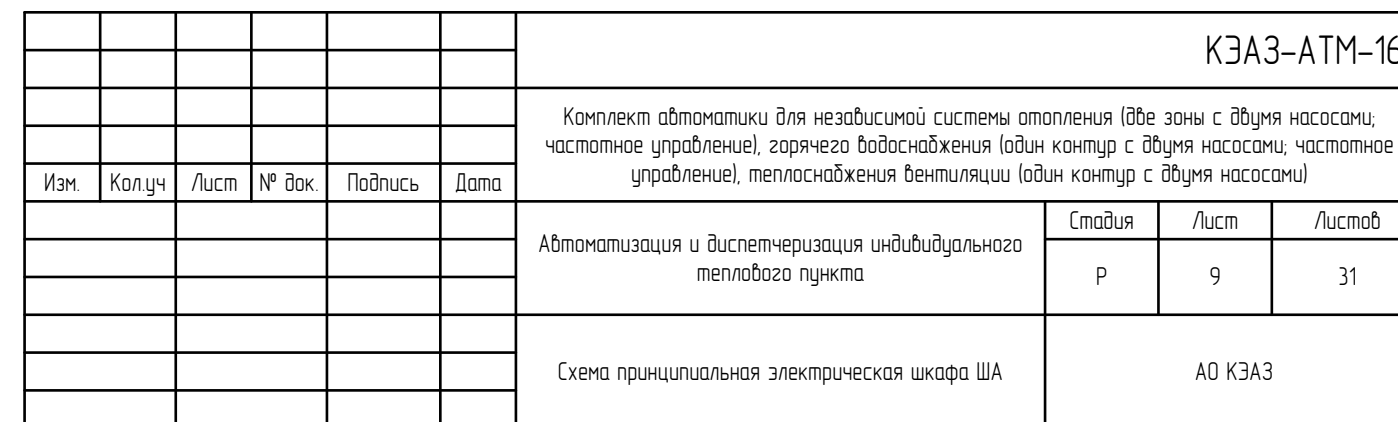 КЭАЗ-АТМ-16
Комплект автоматики для независимой системы отопления (две зоны с двумя насосами;
частотное управление), горячего водоснабжения (один контур с двумя насосами; частотное
управление), теплоснабжения вентиляции (один контур с двумя насосами)
Изм. Кол.уч Лист № док. Подпись Дата
Автоматизация и диспетчеризация индивидуального
теплового пункта
Стадия Лист Листов
Р 9 31
Схема принципиальная электрическая шкафа ША
АО КЭАЗ